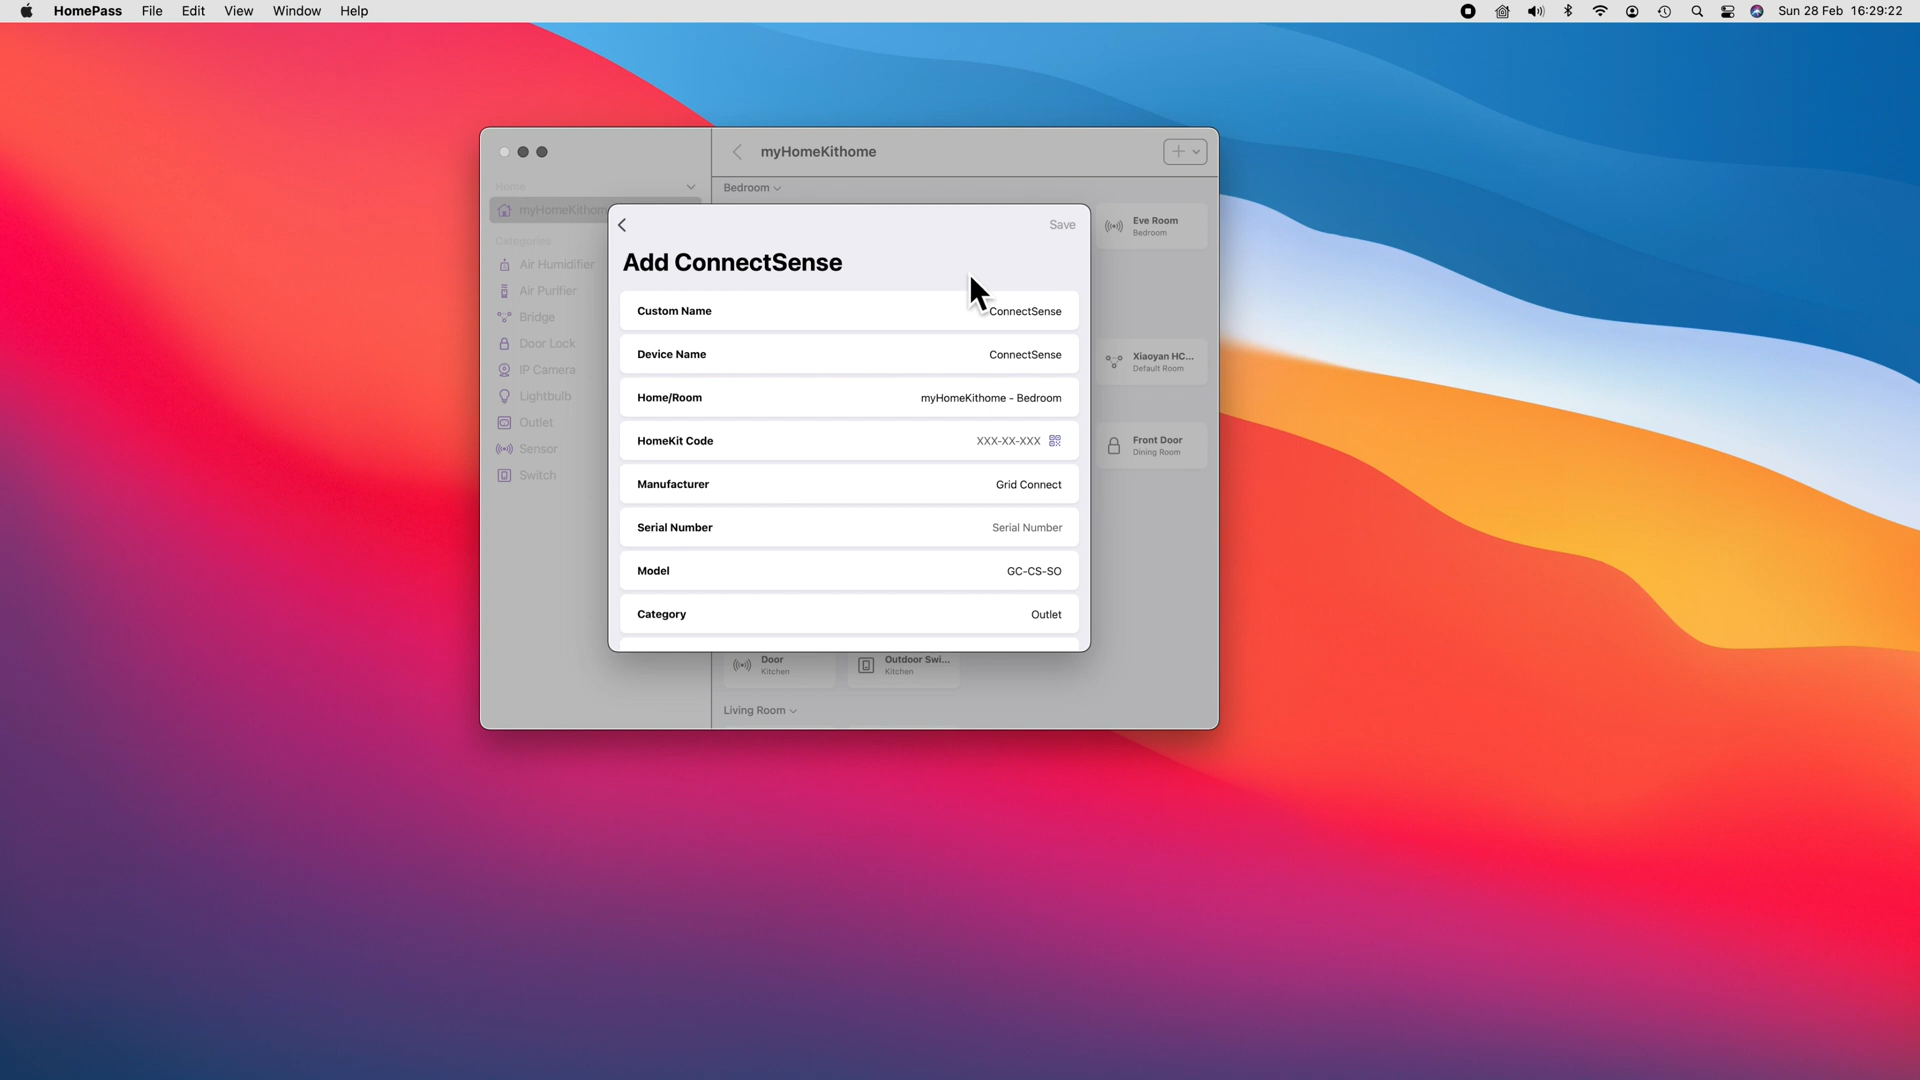 HomePass File Edit View Window Help Sun 28 Feb 16:29:22
myHomeKithome
Home
myHomeKithom
Categories
Air Humidifier
Air Purifier
Bridge
Door Lock
IP Camera
Lightbulb
Outlet
Sensor
Switch
Bedroom
Save
Add ConnectSense
Custom Name ConnectSense
Device Name ConnectSense
Home/Room myHomeKithome - Bedroom
HomeKit Code XXX-XX-XXX
Manufacturer Grid Connect
Serial Number Serial Number
Model GC-CS-SO
Category Outlet
Eve Room
Bedroom
Xiaoyan HC...
Default Room
Front Door
Dining Room
Door
Kitchen
Outdoor Swi...
Kitchen
Living Room